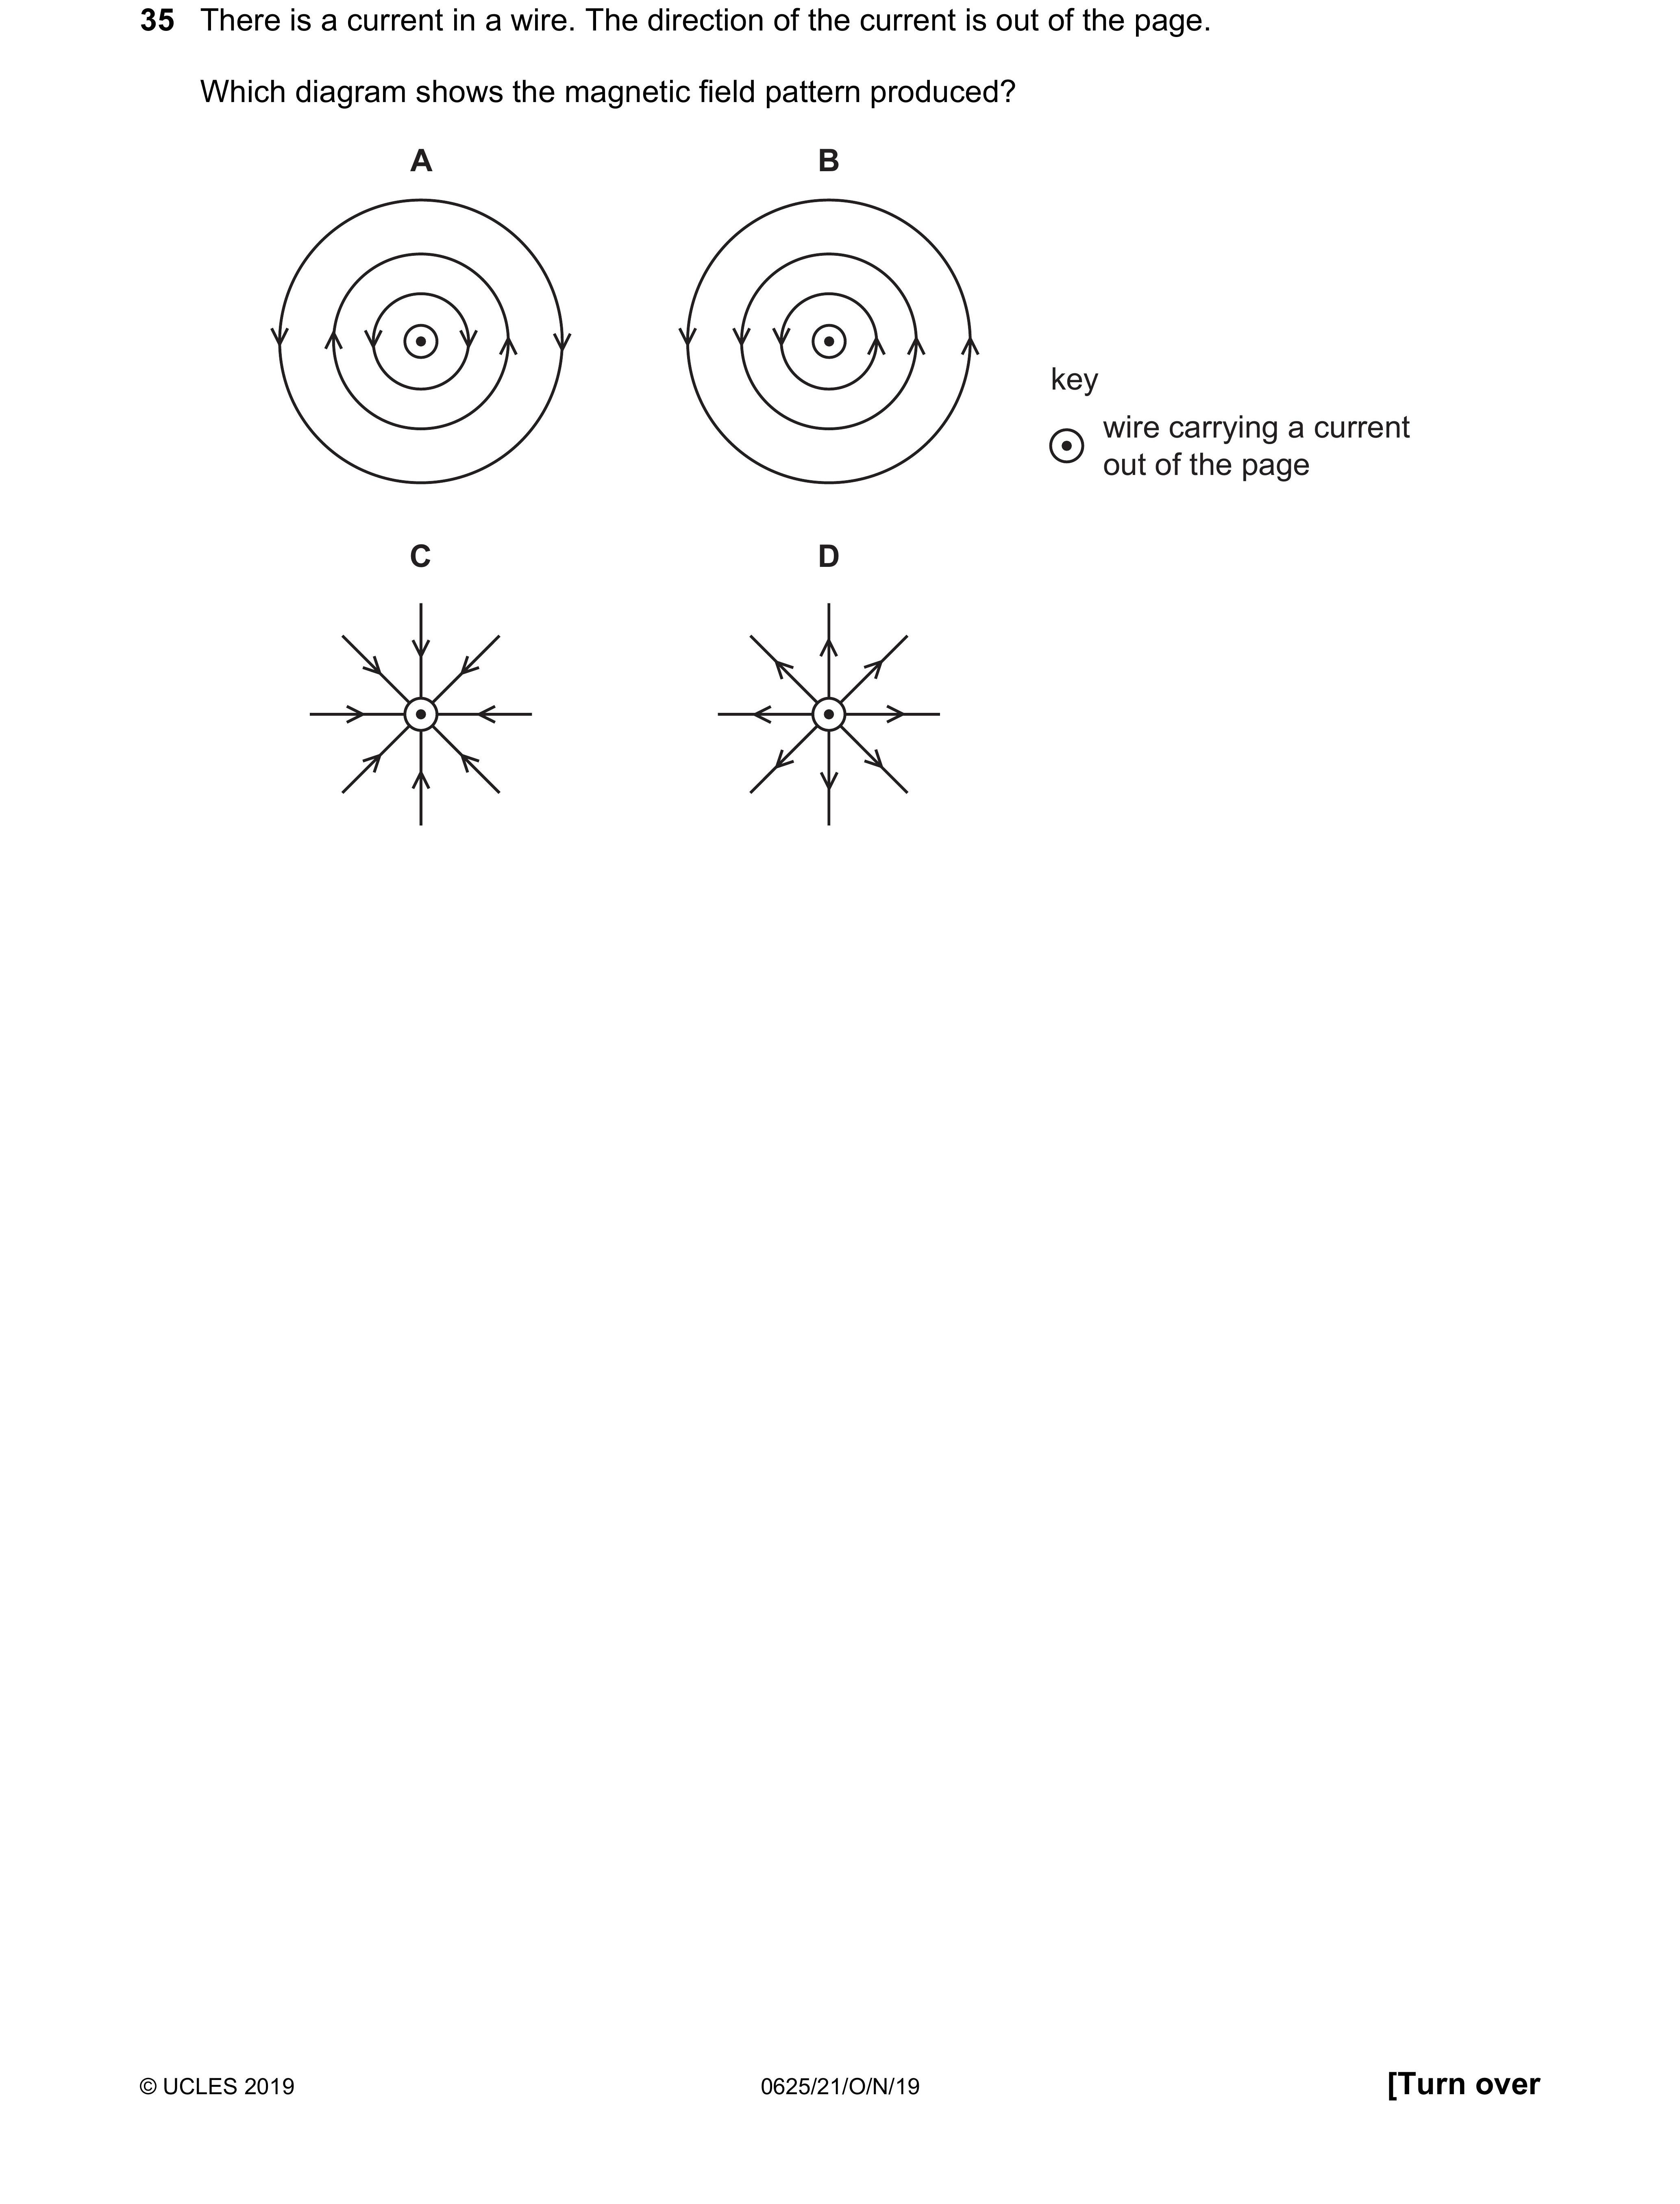 35 There is a current in a wire. The direction of the current is out of the page.
Which diagram shows the magnetic field pattern produced?
A
B
key
wire carrying a current
out of the page
C
D
© UCLES 2019
0625/21/O/N/19
[Turn over